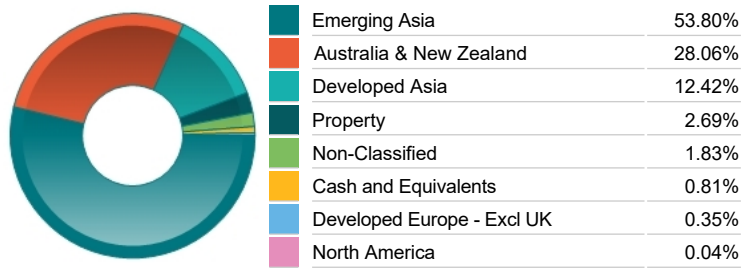 Emerging Asia 53.80%
Australia & New Zealand 28.06%
Developed Asia 12.42%
Property 2.69%
Non-Classified 1.83%
Cash and Equivalents 0.81%
Developed Europe - Excl UK 0.35%
North America 0.04%